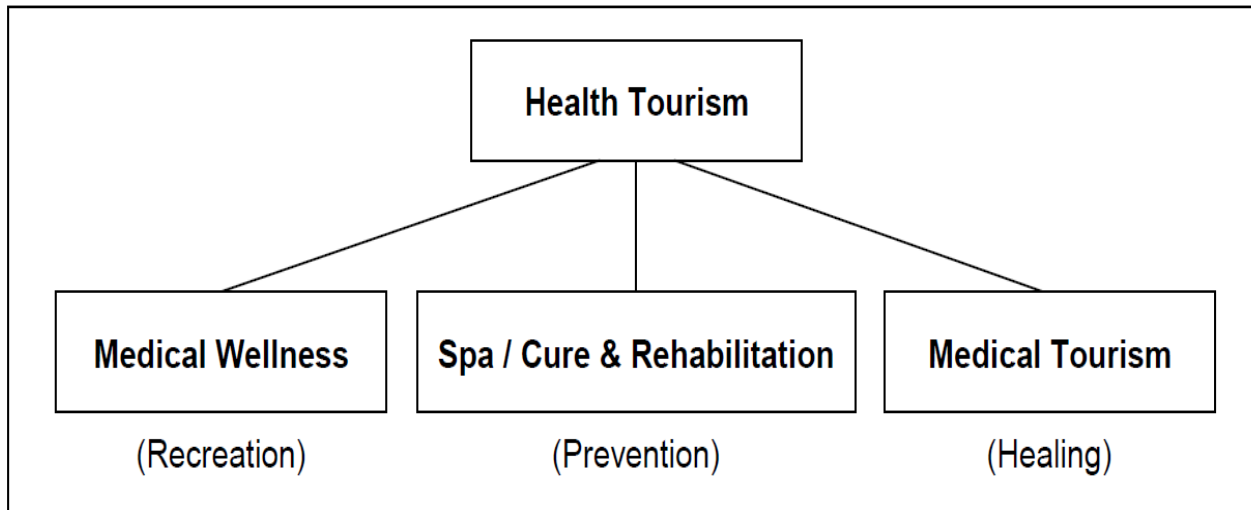 Health Tourism
Medical Wellness
Spa / Cure & Rehabilitation
Medical Tourism
(Recreation)
(Prevention)
(Healing)